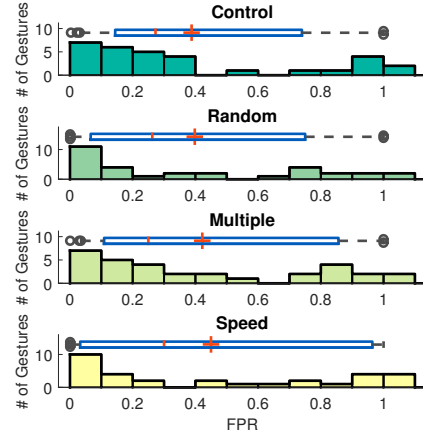 Control
# of Gestures
10
5
0
0 0.2 0.4 0.6 0.8 1
Random
# of Gestures
10
0
0 0.2 0.4 0.6 0.8 1
Multiple
# of Gestures
10
5
0
0 0.2 0.4 0.6 0.8 1
Speed
# of Gestures
10
0
0 0.2 0.4 0.6 0.8 1
FPR